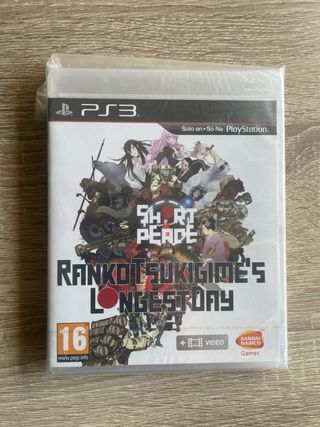 PS3
Solo en • Só Na PlayStation
SHORT
PEACE
RANKO TSUKIGIME'S
LONGEST DAY
16
www.pegi.info
+ VIDEO
BANDAI
NAMCO
Games